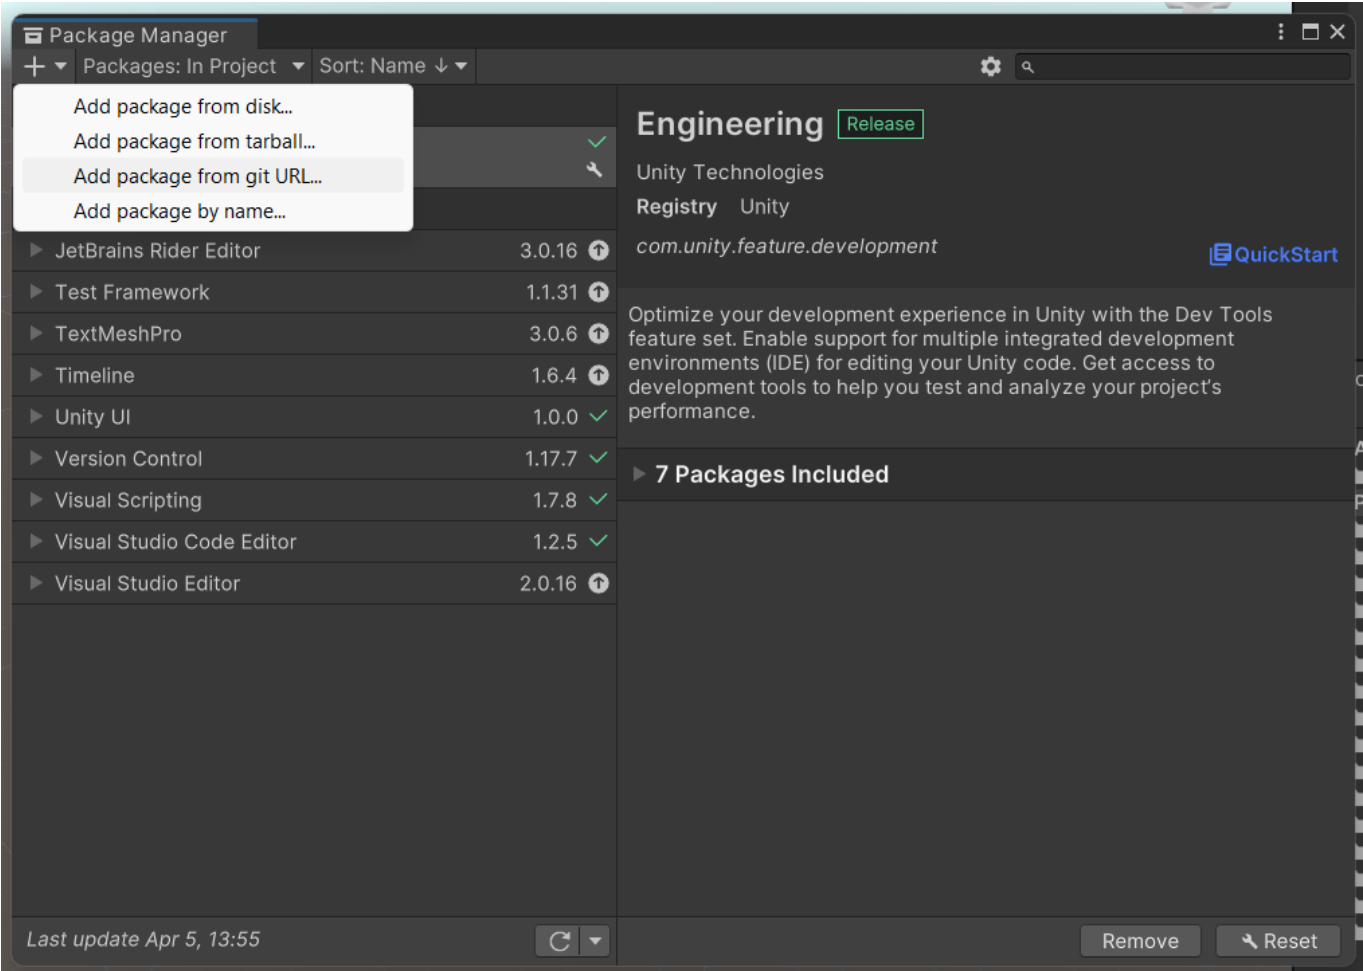 Package Manager
Packages: In Project
Sort: Name ↓
Add package from disk...
Add package from tarball...
Add package from git URL...
Add package by name...
JetBrains Rider Editor 3.0.16
Test Framework 1.1.31
TextMeshPro 3.0.6
Timeline 1.6.4
Unity UI 1.0.0
Version Control 1.17.7
Visual Scripting 1.7.8
Visual Studio Code Editor 1.2.5
Visual Studio Editor 2.0.16
Last update Apr 5, 13:55
Engineering Release
Unity Technologies
Registry Unity
com.unity.feature.development
QuickStart
Optimize your development experience in Unity with the Dev Tools
feature set. Enable support for multiple integrated development
environments (IDE) for editing your Unity code. Get access to
development tools to help you test and analyze your project's
performance.
7 Packages Included
Remove
Reset